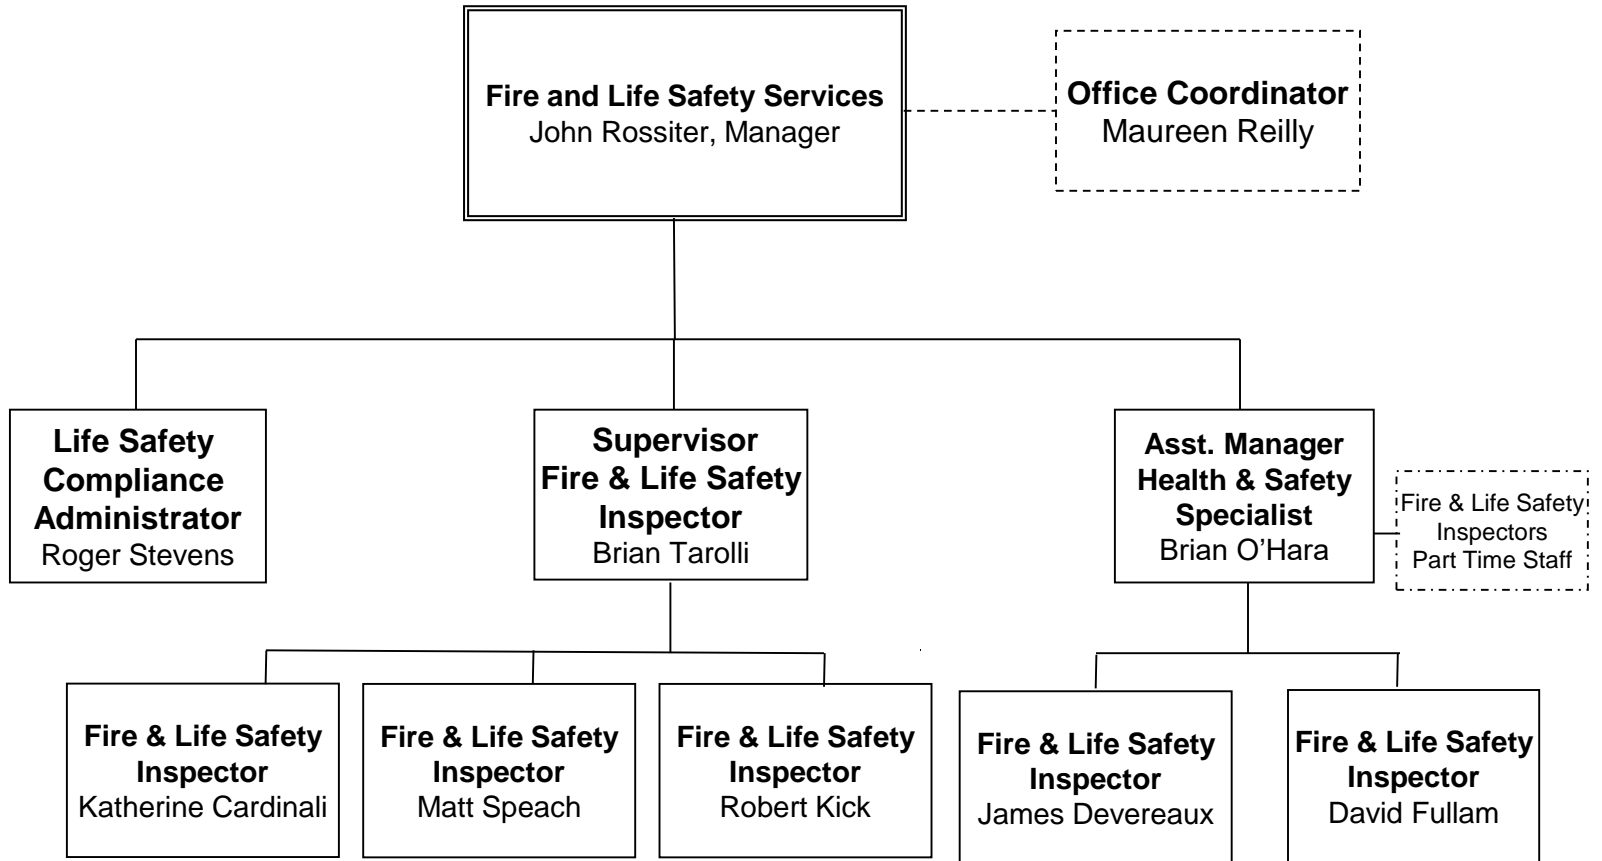 Fire and Life Safety Services
John Rossiter, Manager
Office Coordinator
Maureen Reilly
Life Safety
Compliance
Administrator
Roger Stevens
Supervisor
Fire & Life Safety
Inspector
Brian Tarolli
Asst. Manager
Health & Safety
Specialist
Brian O’Hara
Fire & Life Safety
Inspectors
Part Time Staff
Fire & Life Safety
Inspector
Katherine Cardinali
Fire & Life Safety
Inspector
Matt Speach
Fire & Life Safety
Inspector
Robert Kick
Fire & Life Safety
Inspector
James Devereaux
Fire & Life Safety
Inspector
David Fullam